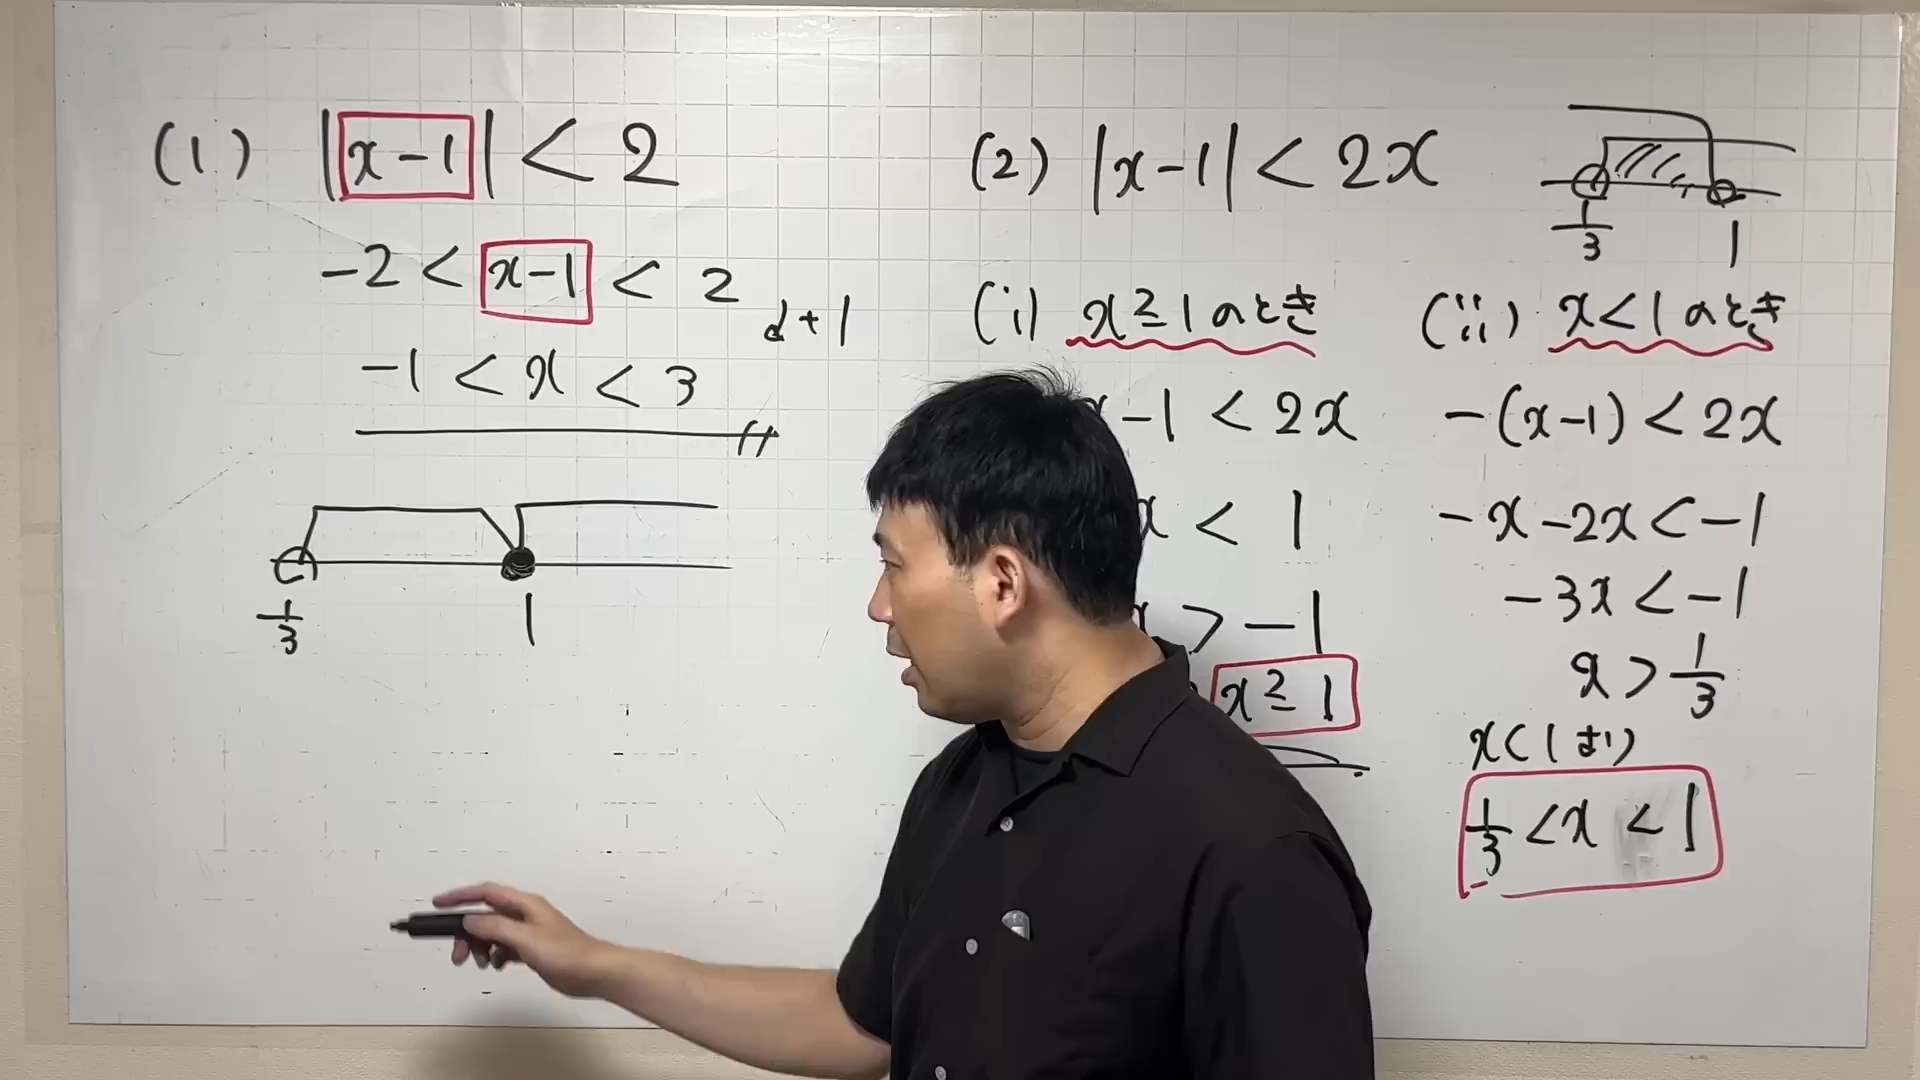 (1) |x-1| < 2
-2 < x-1 < 2
d+1
-1 < x < 3
1/3 1
(2) |x-1| < 2x
1/3 1
(i) x≧1のとき
-1 < 2x
x < 1
x > -1
x≧1
(ii) x<1のとき
-(x-1) < 2x
-x-2x < -1
-3x < -1
x > 1/3
x<1より
1/3 < x < 1